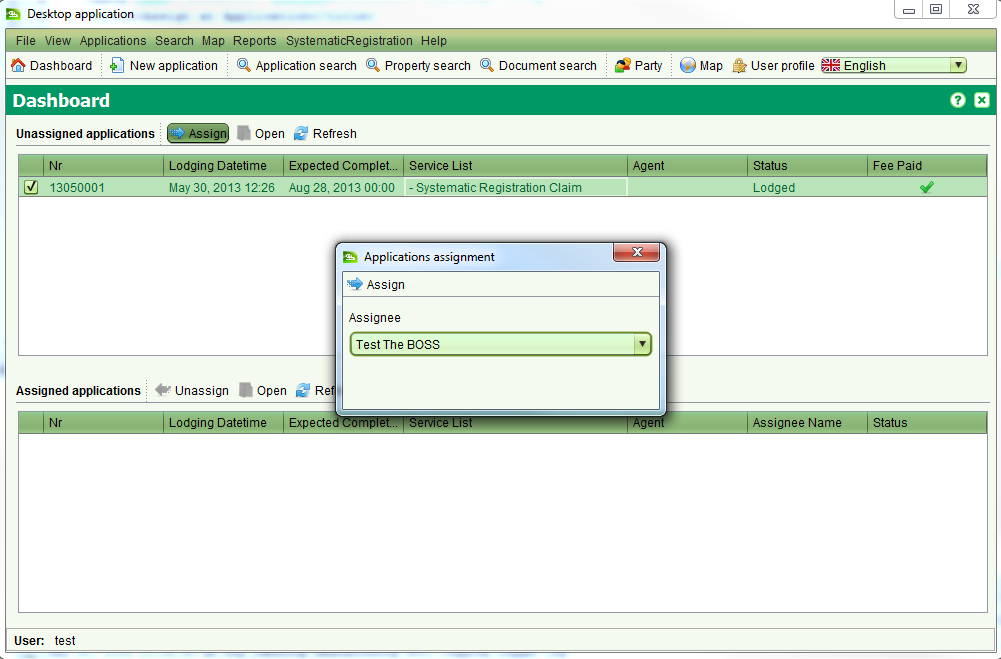 Desktop application
File View Applications Search Map Reports SystematicRegistration Help
Dashboard New application Application search Property search Document search Party Map User profile English
Dashboard
Unassigned applications Assign Open Refresh
Nr Lodging Datetime Expected Complet... Service List Agent Status Fee Paid
13050001 May 30, 2013 12:26 Aug 28, 2013 00:00 - Systematic Registration Claim Lodged
Applications assignment
Assign
Assignee
Test The BOSS
Assigned applications Unassign Open Ref
Nr Lodging Datetime Expected Complet... Service List Agent Assignee Name Status
User: test